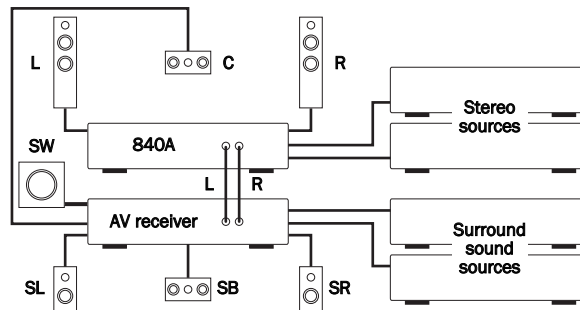 L
C
R
840A
Stereo
sources
SW
L R
AV receiver
Surround
sound
sources
SL
SB
SR